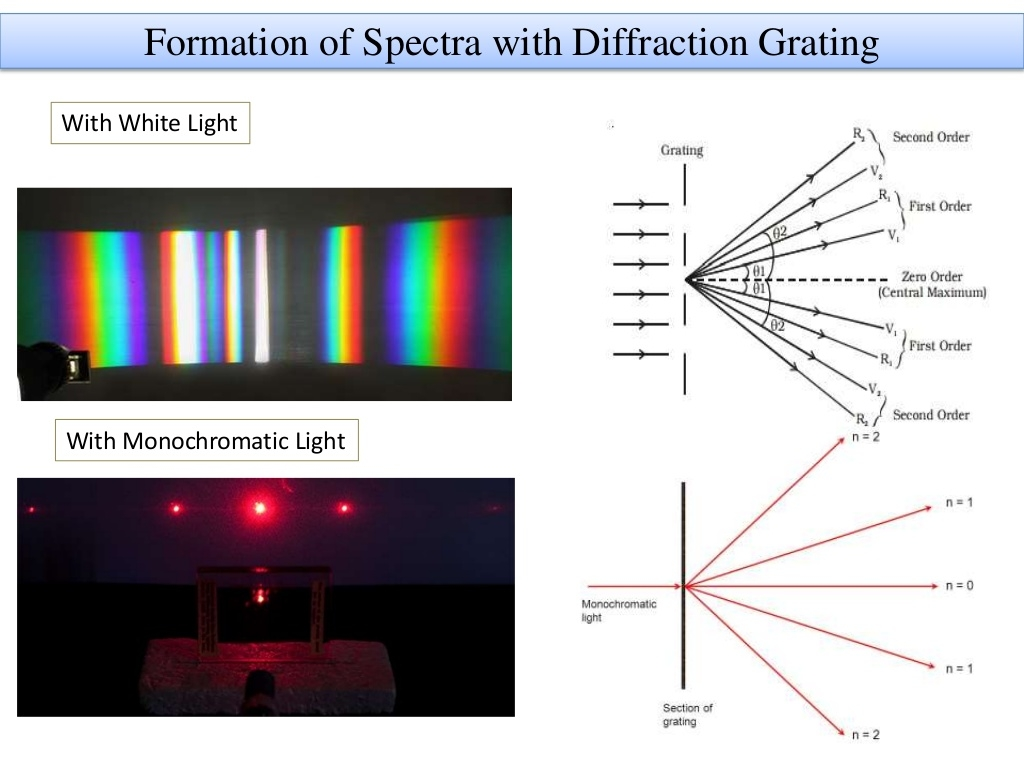 Formation of Spectra with Diffraction Grating
With White Light
Grating
R₂
Second Order
V₂
R₁
First Order
V₁
θ2
θ1
Zero Order
(Central Maximum)
θ1
θ2
V₁
First Order
R₁
V₂
Second Order
R₂
With Monochromatic Light
n = 2
n = 1
n = 0
Monochromatic
light
n = 1
Section of
grating
n = 2